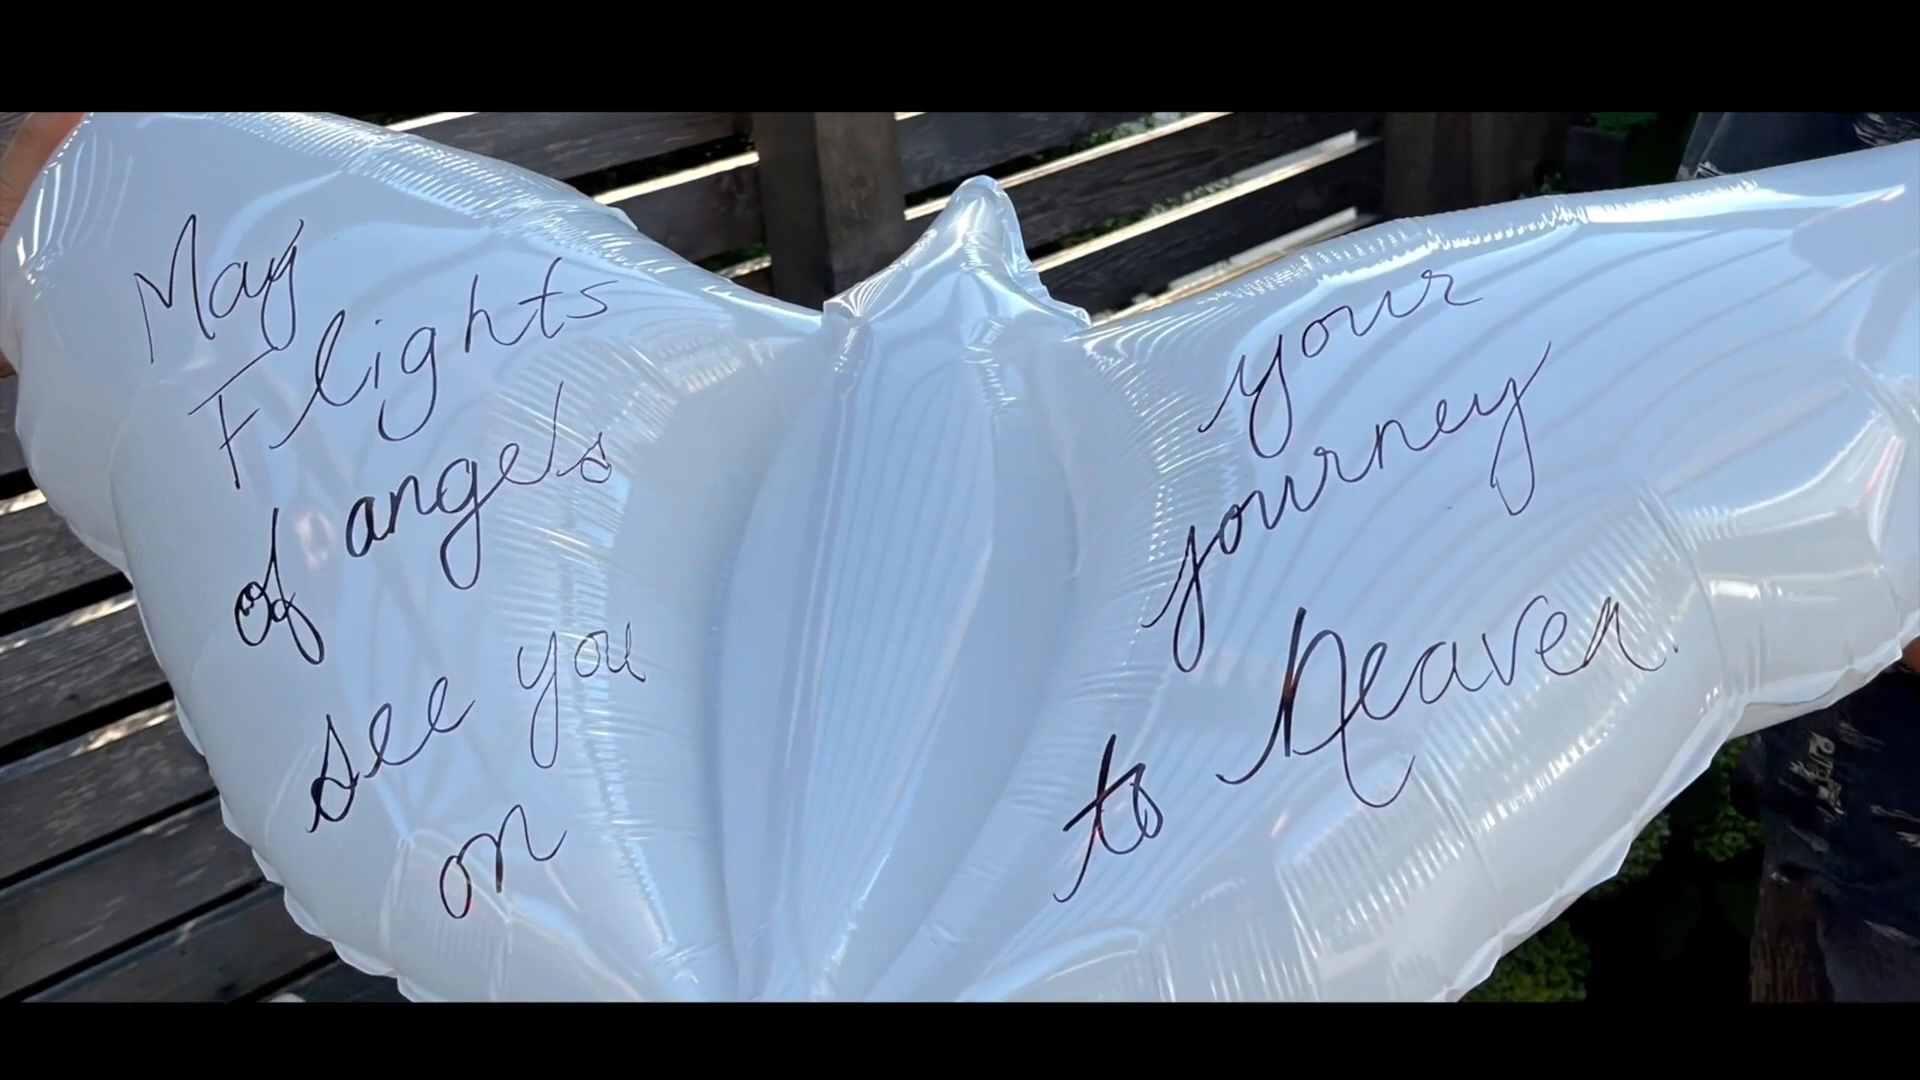 May
Flights
of angels
see you
on
your
journey
to heaven.